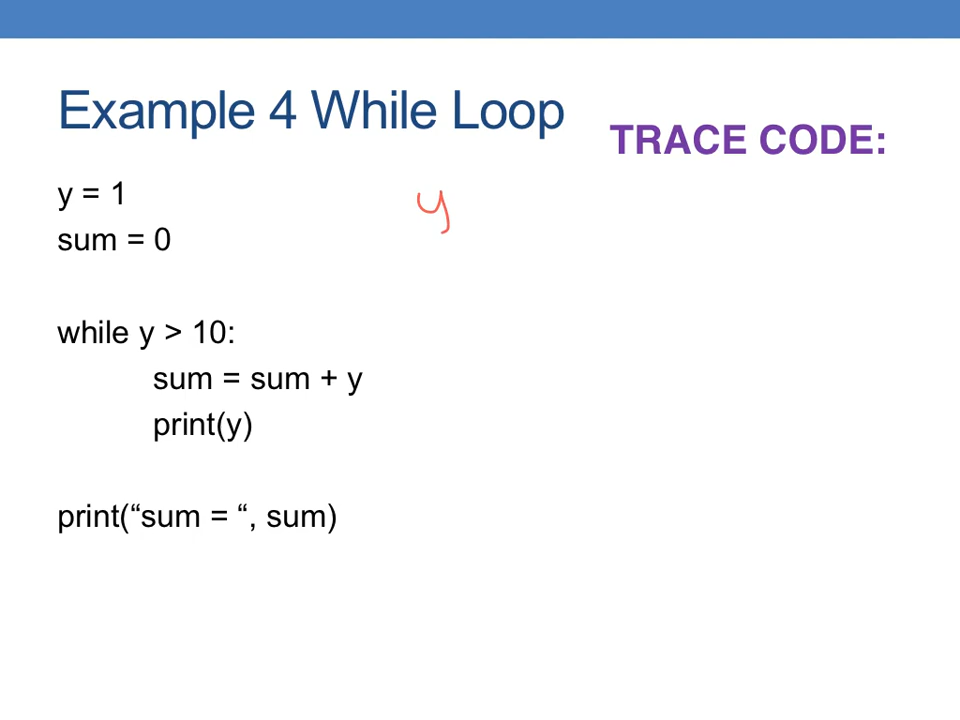 Example 4 While Loop
TRACE CODE:
y = 1
y
sum = 0
while y > 10:
sum = sum + y
print(y)
print(“sum = “, sum)